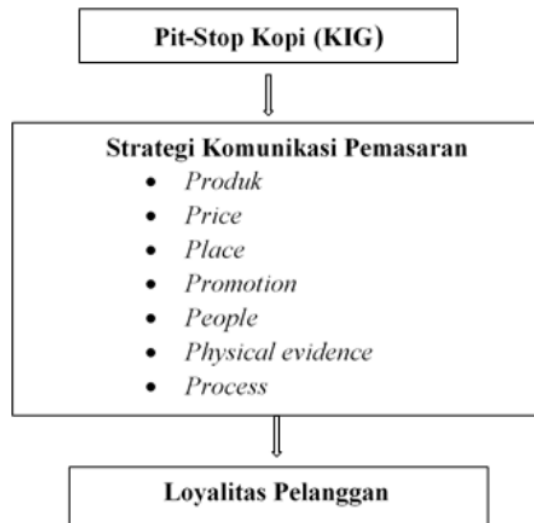 Pit-Stop Kopi (KIG)
Strategi Komunikasi Pemasaran
• Produk
• Price
• Place
• Promotion
• People
• Physical evidence
• Process
Loyalitas Pelanggan